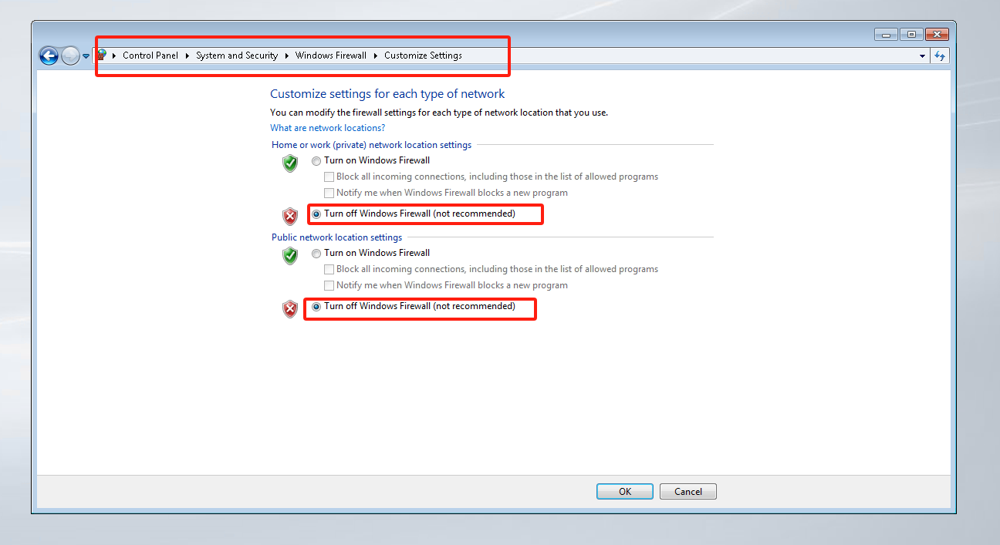 Control Panel System and Security Windows Firewall Customize Settings
Customize settings for each type of network
You can modify the firewall settings for each type of network location that you use.
What are network locations?
Home or work (private) network location settings
Turn on Windows Firewall
Block all incoming connections, including those in the list of allowed programs
Notify me when Windows Firewall blocks a new program
Turn off Windows Firewall (not recommended)
Public network location settings
Turn on Windows Firewall
Block all incoming connections, including those in the list of allowed programs
Notify me when Windows Firewall blocks a new program
Turn off Windows Firewall (not recommended)
OK Cancel